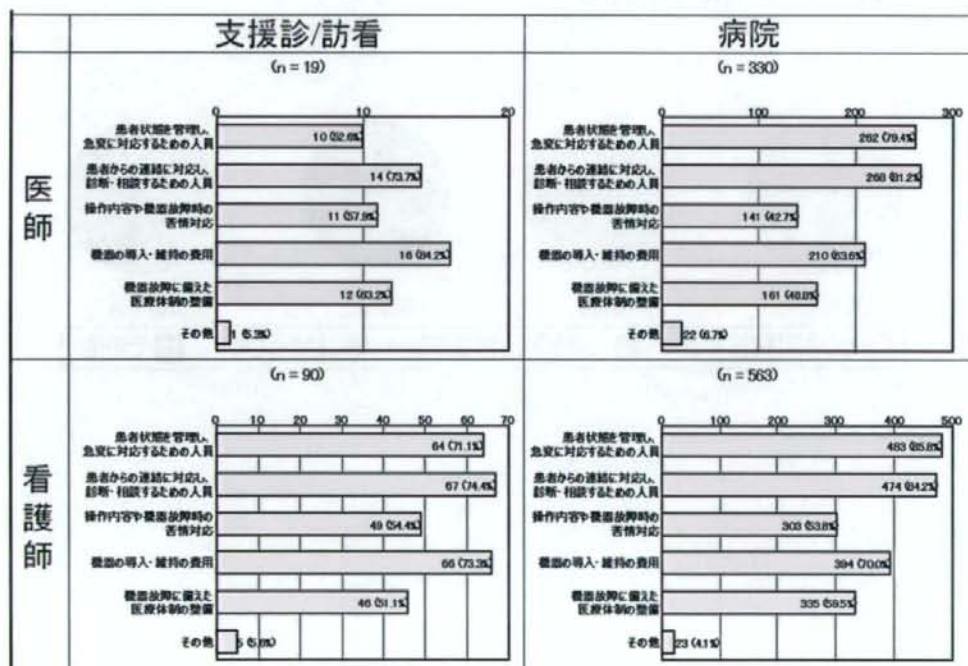 支援診/訪看
病院
医師
(n = 19)
0 10 20
患者状態を管理し、
急変に対応するための人員
10 (52.6%)
患者からの連絡に対応し、
診断・相談するための人員
14 (73.7%)
操作内容や機器故障時の
苦情対応
11 (57.9%)
機器の導入・維持の費用
16 (84.2%)
機器故障に備えた
医療体制の整備
12 (63.2%)
その他
1 (5.3%)
(n = 330)
0 100 200 300
患者状態を管理し、
急変に対応するための人員
262 (79.4%)
患者からの連絡に対応し、
診断・相談するための人員
268 (81.2%)
操作内容や機器故障時の
苦情対応
141 (42.7%)
機器の導入・維持の費用
210 (63.6%)
機器故障に備えた
医療体制の整備
161 (48.8%)
その他
22 (6.7%)
看護師
(n = 90)
0 10 20 30 40 50 60 70
患者状態を管理し、
急変に対応するための人員
64 (71.1%)
患者からの連絡に対応し、
診断・相談するための人員
67 (74.4%)
操作内容や機器故障時の
苦情対応
49 (54.4%)
機器の導入・維持の費用
66 (73.3%)
機器故障に備えた
医療体制の整備
46 (51.1%)
その他
5 (5.6%)
(n = 563)
0 100 200 300 400 500
患者状態を管理し、
急変に対応するための人員
483 (85.8%)
患者からの連絡に対応し、
診断・相談するための人員
474 (84.2%)
操作内容や機器故障時の
苦情対応
303 (53.8%)
機器の導入・維持の費用
394 (70.0%)
機器故障に備えた
医療体制の整備
335 (59.5%)
その他
23 (4.1%)